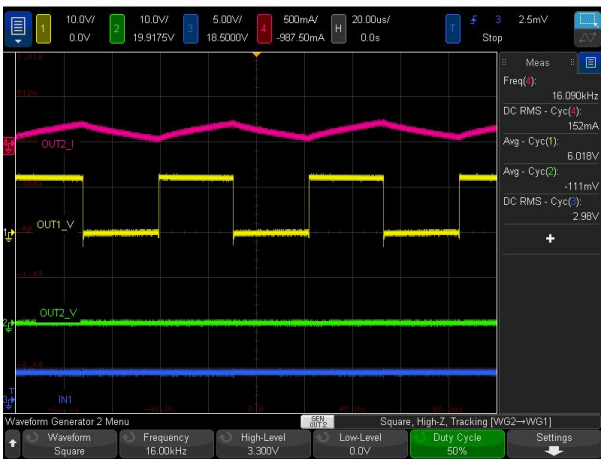 1 10.0V/ 2 10.0V/ 3 5.00V/ 4 500mA/ H 20.00us/ T 3 2.5mV
0.0V 19.9175V 18.5000V -987.50mA 0.0s Stop
Meas
Freq(4):
16.090kHz
DC RMS - Cyc(4):
152mA
Avg - Cyc(1):
6.018V
Avg - Cyc(2):
-111mV
DC RMS - Cyc(3):
2.98V
OUT2_I
OUT1_V
OUT2_V
IN1
Waveform Generator 2 Menu
GEN OUT2
Square, High-Z, Tracking [WG2→WG1]
Waveform Frequency High-Level Low-Level Duty Cycle Settings
Square 16.00kHz 3.300V 0.0V 50%